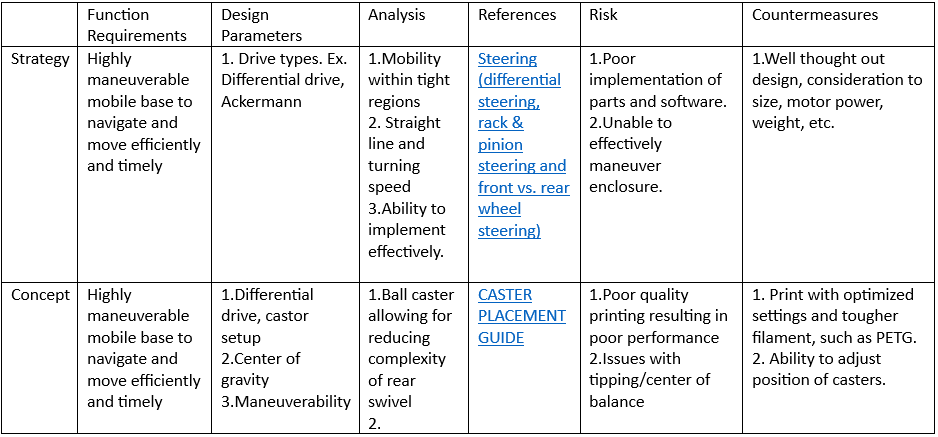 Function Requirements
Design Parameters
Analysis
References
Risk
Countermeasures
Strategy
Highly
maneuverable
mobile base to
navigate and
move efficiently
and timely
1. Drive types. Ex.
Differential drive,
Ackermann
1.Mobility
within tight
regions
2. Straight
line and
turning
speed
3.Ability to
implement
effectively.
Steering
(differential
steering,
rack &
pinion
steering and
front vs. rear
wheel
steering)
1.Poor
implementation of
parts and software.
2.Unable to
effectively
maneuver
enclosure.
1.Well thought out
design, consideration to
size, motor power,
weight, etc.
Concept
Highly
maneuverable
mobile base to
navigate and
move efficiently
and timely
1.Differential
drive, castor
setup
2.Center of
gravity
3.Maneuverability
1.Ball caster
allowing for
reducing
complexity
of rear
swivel
2.
CASTER
PLACEMENT
GUIDE
1.Poor quality
printing resulting in
poor performance
2.Issues with
tipping/center of
balance
1. Print with optimized
settings and tougher
filament, such as PETG.
2. Ability to adjust
position of casters.